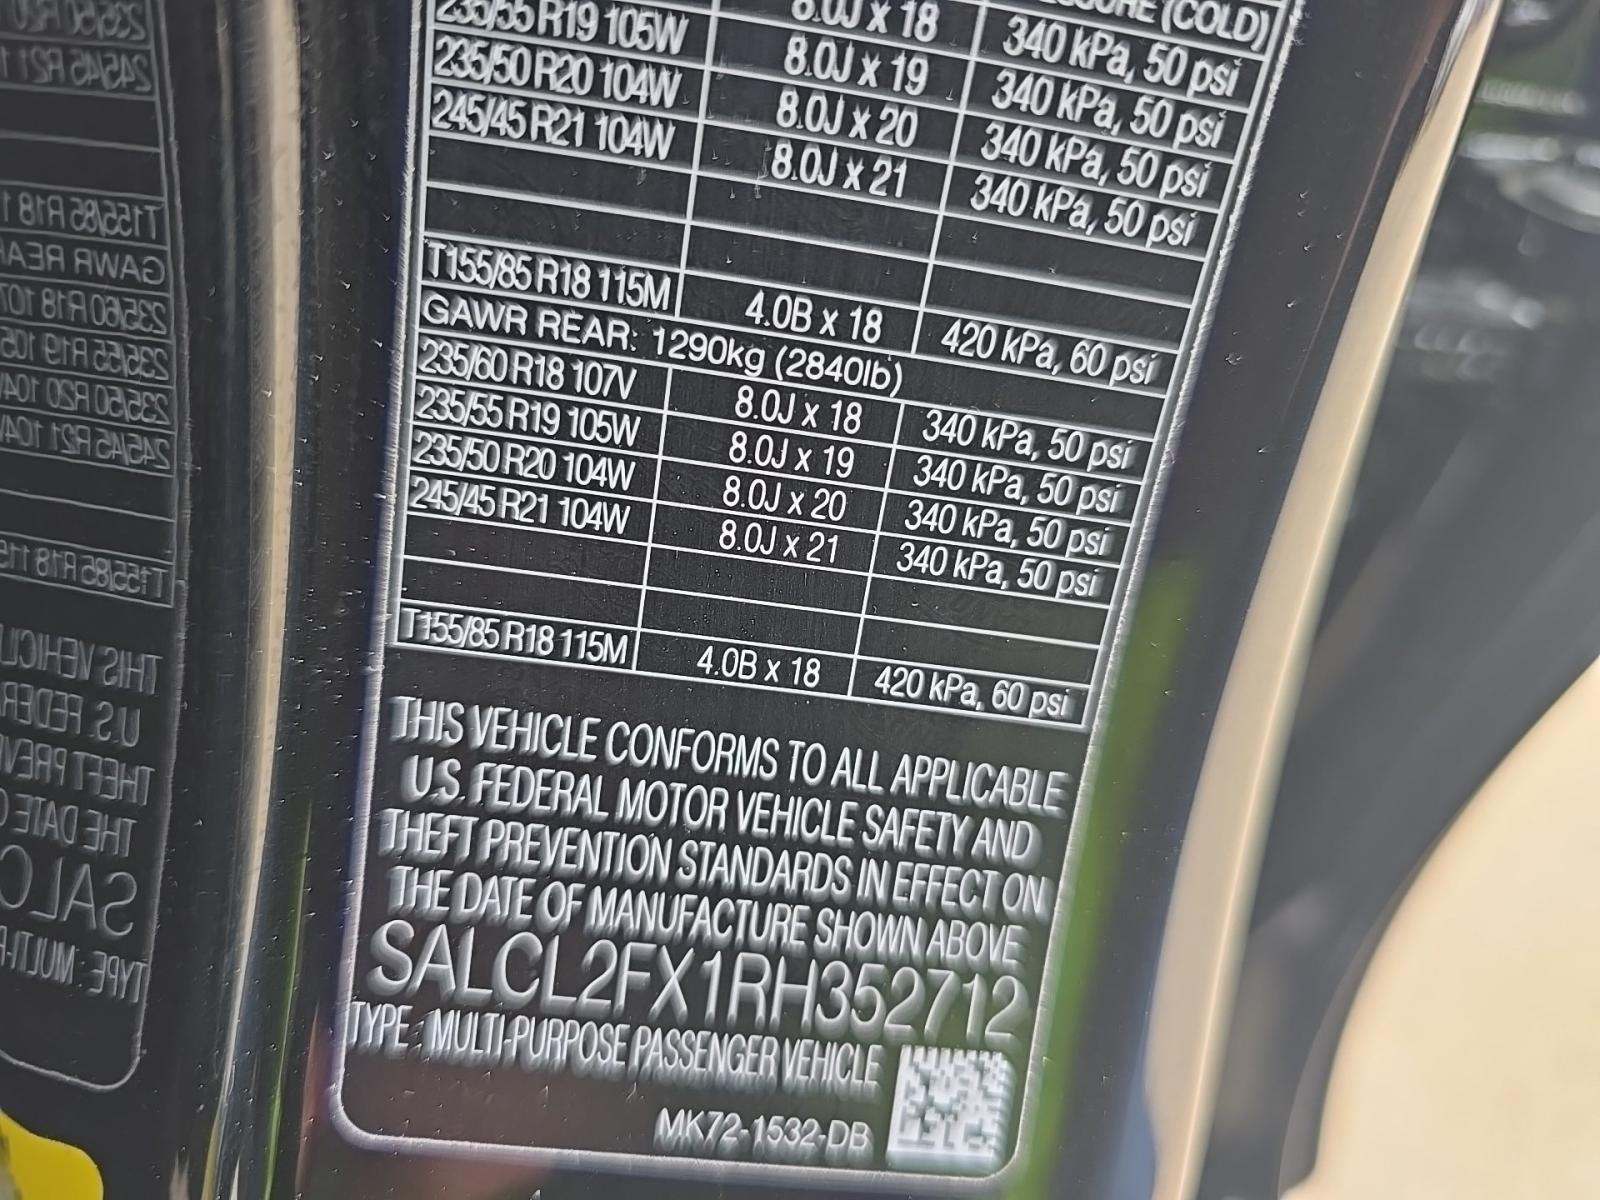 (COLD)
8.0J x 18 340 kPa, 50 psi
235/55 R19 105W 8.0J x 19 340 kPa, 50 psi
235/50 R20 104W 8.0J x 20 340 kPa, 50 psi
245/45 R21 104W 8.0J x 21 340 kPa, 50 psi
T155/85 R18 115M 4.0B x 18 420 kPa, 60 psi
GAWR REAR: 1290kg (2840lb)
235/60 R18 107V 8.0J x 18 340 kPa, 50 psi
235/55 R19 105W 8.0J x 19 340 kPa, 50 psi
235/50 R20 104W 8.0J x 20 340 kPa, 50 psi
245/45 R21 104W 8.0J x 21 340 kPa, 50 psi
T155/85 R18 115M 4.0B x 18 420 kPa, 60 psi
THIS VEHICLE CONFORMS TO ALL APPLICABLE
U.S. FEDERAL MOTOR VEHICLE SAFETY AND
THEFT PREVENTION STANDARDS IN EFFECT ON
THE DATE OF MANUFACTURE SHOWN ABOVE
SALCL2FX1RH352712
TYPE : MULTI-PURPOSE PASSENGER VEHICLE
MK72-1532-DB